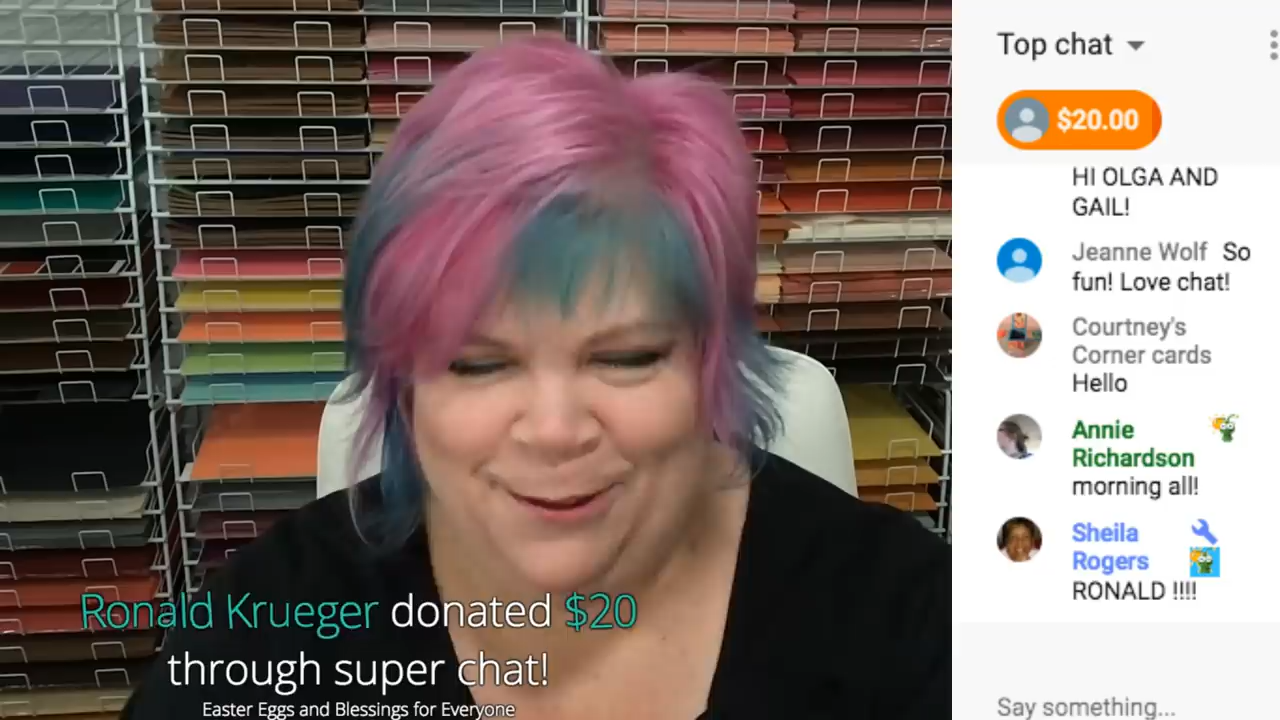 Ronald Krueger donated $20
through super chat!
Easter Eggs and Blessings for Everyone
Top chat
$20.00
HI OLGA AND
GAIL!
Jeanne Wolf So
fun! Love chat!
Courtney's
Corner cards
Hello
Annie
Richardson
morning all!
Sheila
Rogers
RONALD !!!!
Say something...